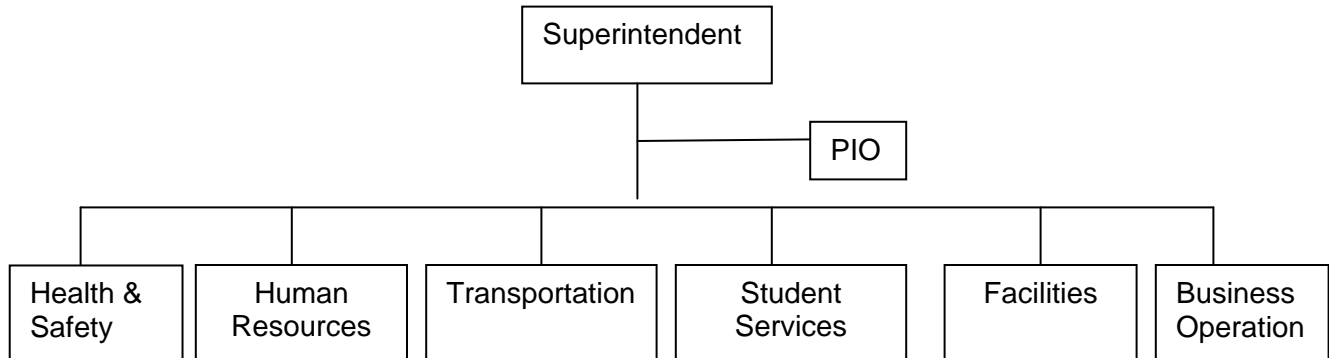 Superintendent
PIO
Health &
Safety
Human
Resources
Transportation
Student
Services
Facilities
Business
Operation